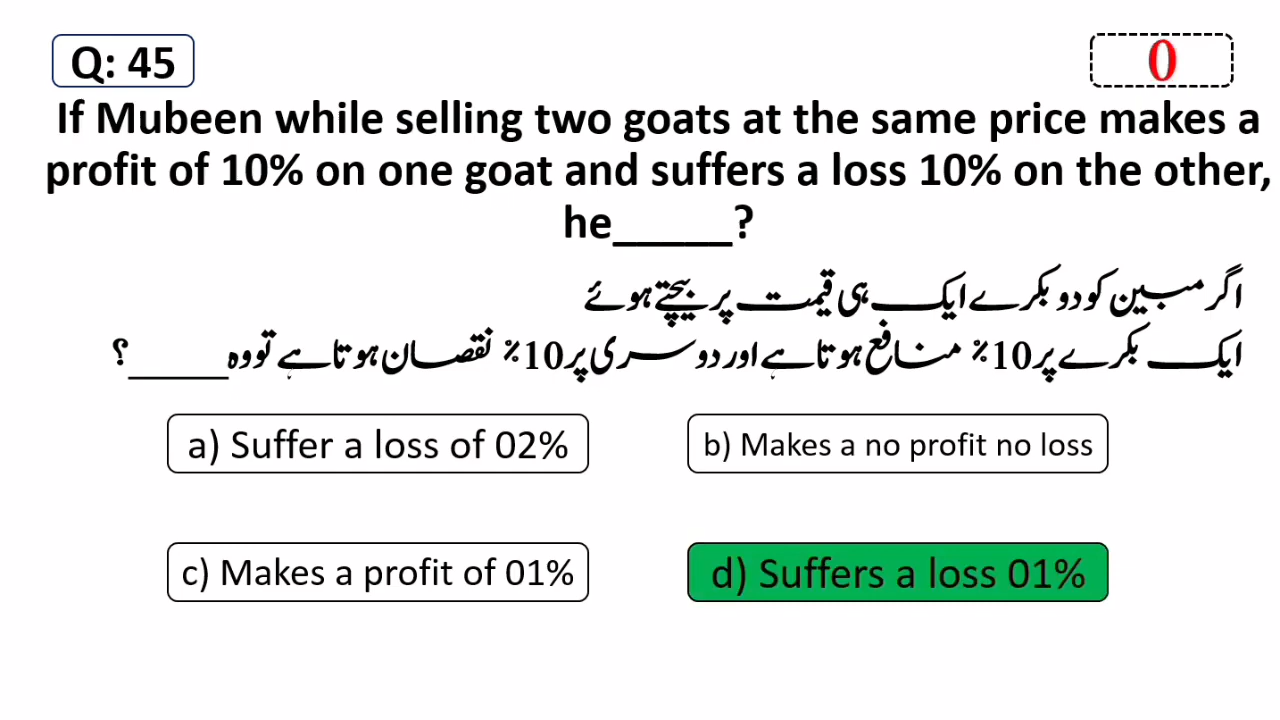 Q: 45
0
If Mubeen while selling two goats at the same price makes a
profit of 10% on one goat and suffers a loss 10% on the other,
he_____?
اگر مبین کو دو بکرے ایک ہی قیمت پر بیچتے ہوئے
ایک بکرے پر 10% منافع ہوتا ہے اور دوسری پر 10% نقصان ہوتا ہے تو وہ_____؟
a) Suffer a loss of 02%
b) Makes a no profit no loss
c) Makes a profit of 01%
d) Suffers a loss 01%